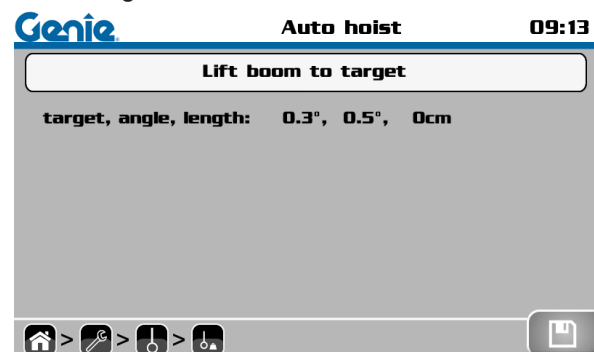 Genie. Auto hoist 09:13
Lift boom to target
target, angle, length: 0.3°, 0.5°, 0cm
> > >